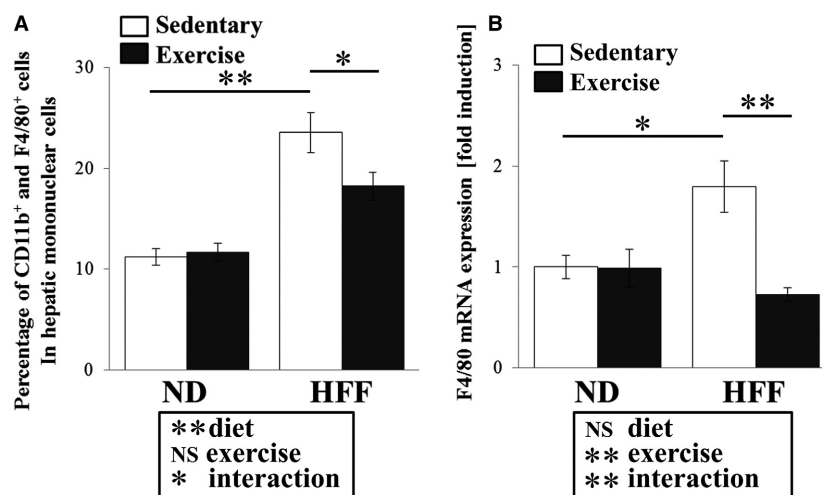 A
Sedentary
Exercise
Percentage of CD11b⁺ and F4/80⁺ cells
In hepatic mononuclear cells
30
20
10
0
**
*
ND
HFF
**diet
NS exercise
* interaction
B
Sedentary
Exercise
F4/80 mRNA expression [fold induction]
3
2
1
0
*
**
ND
HFF
NS diet
** exercise
** interaction